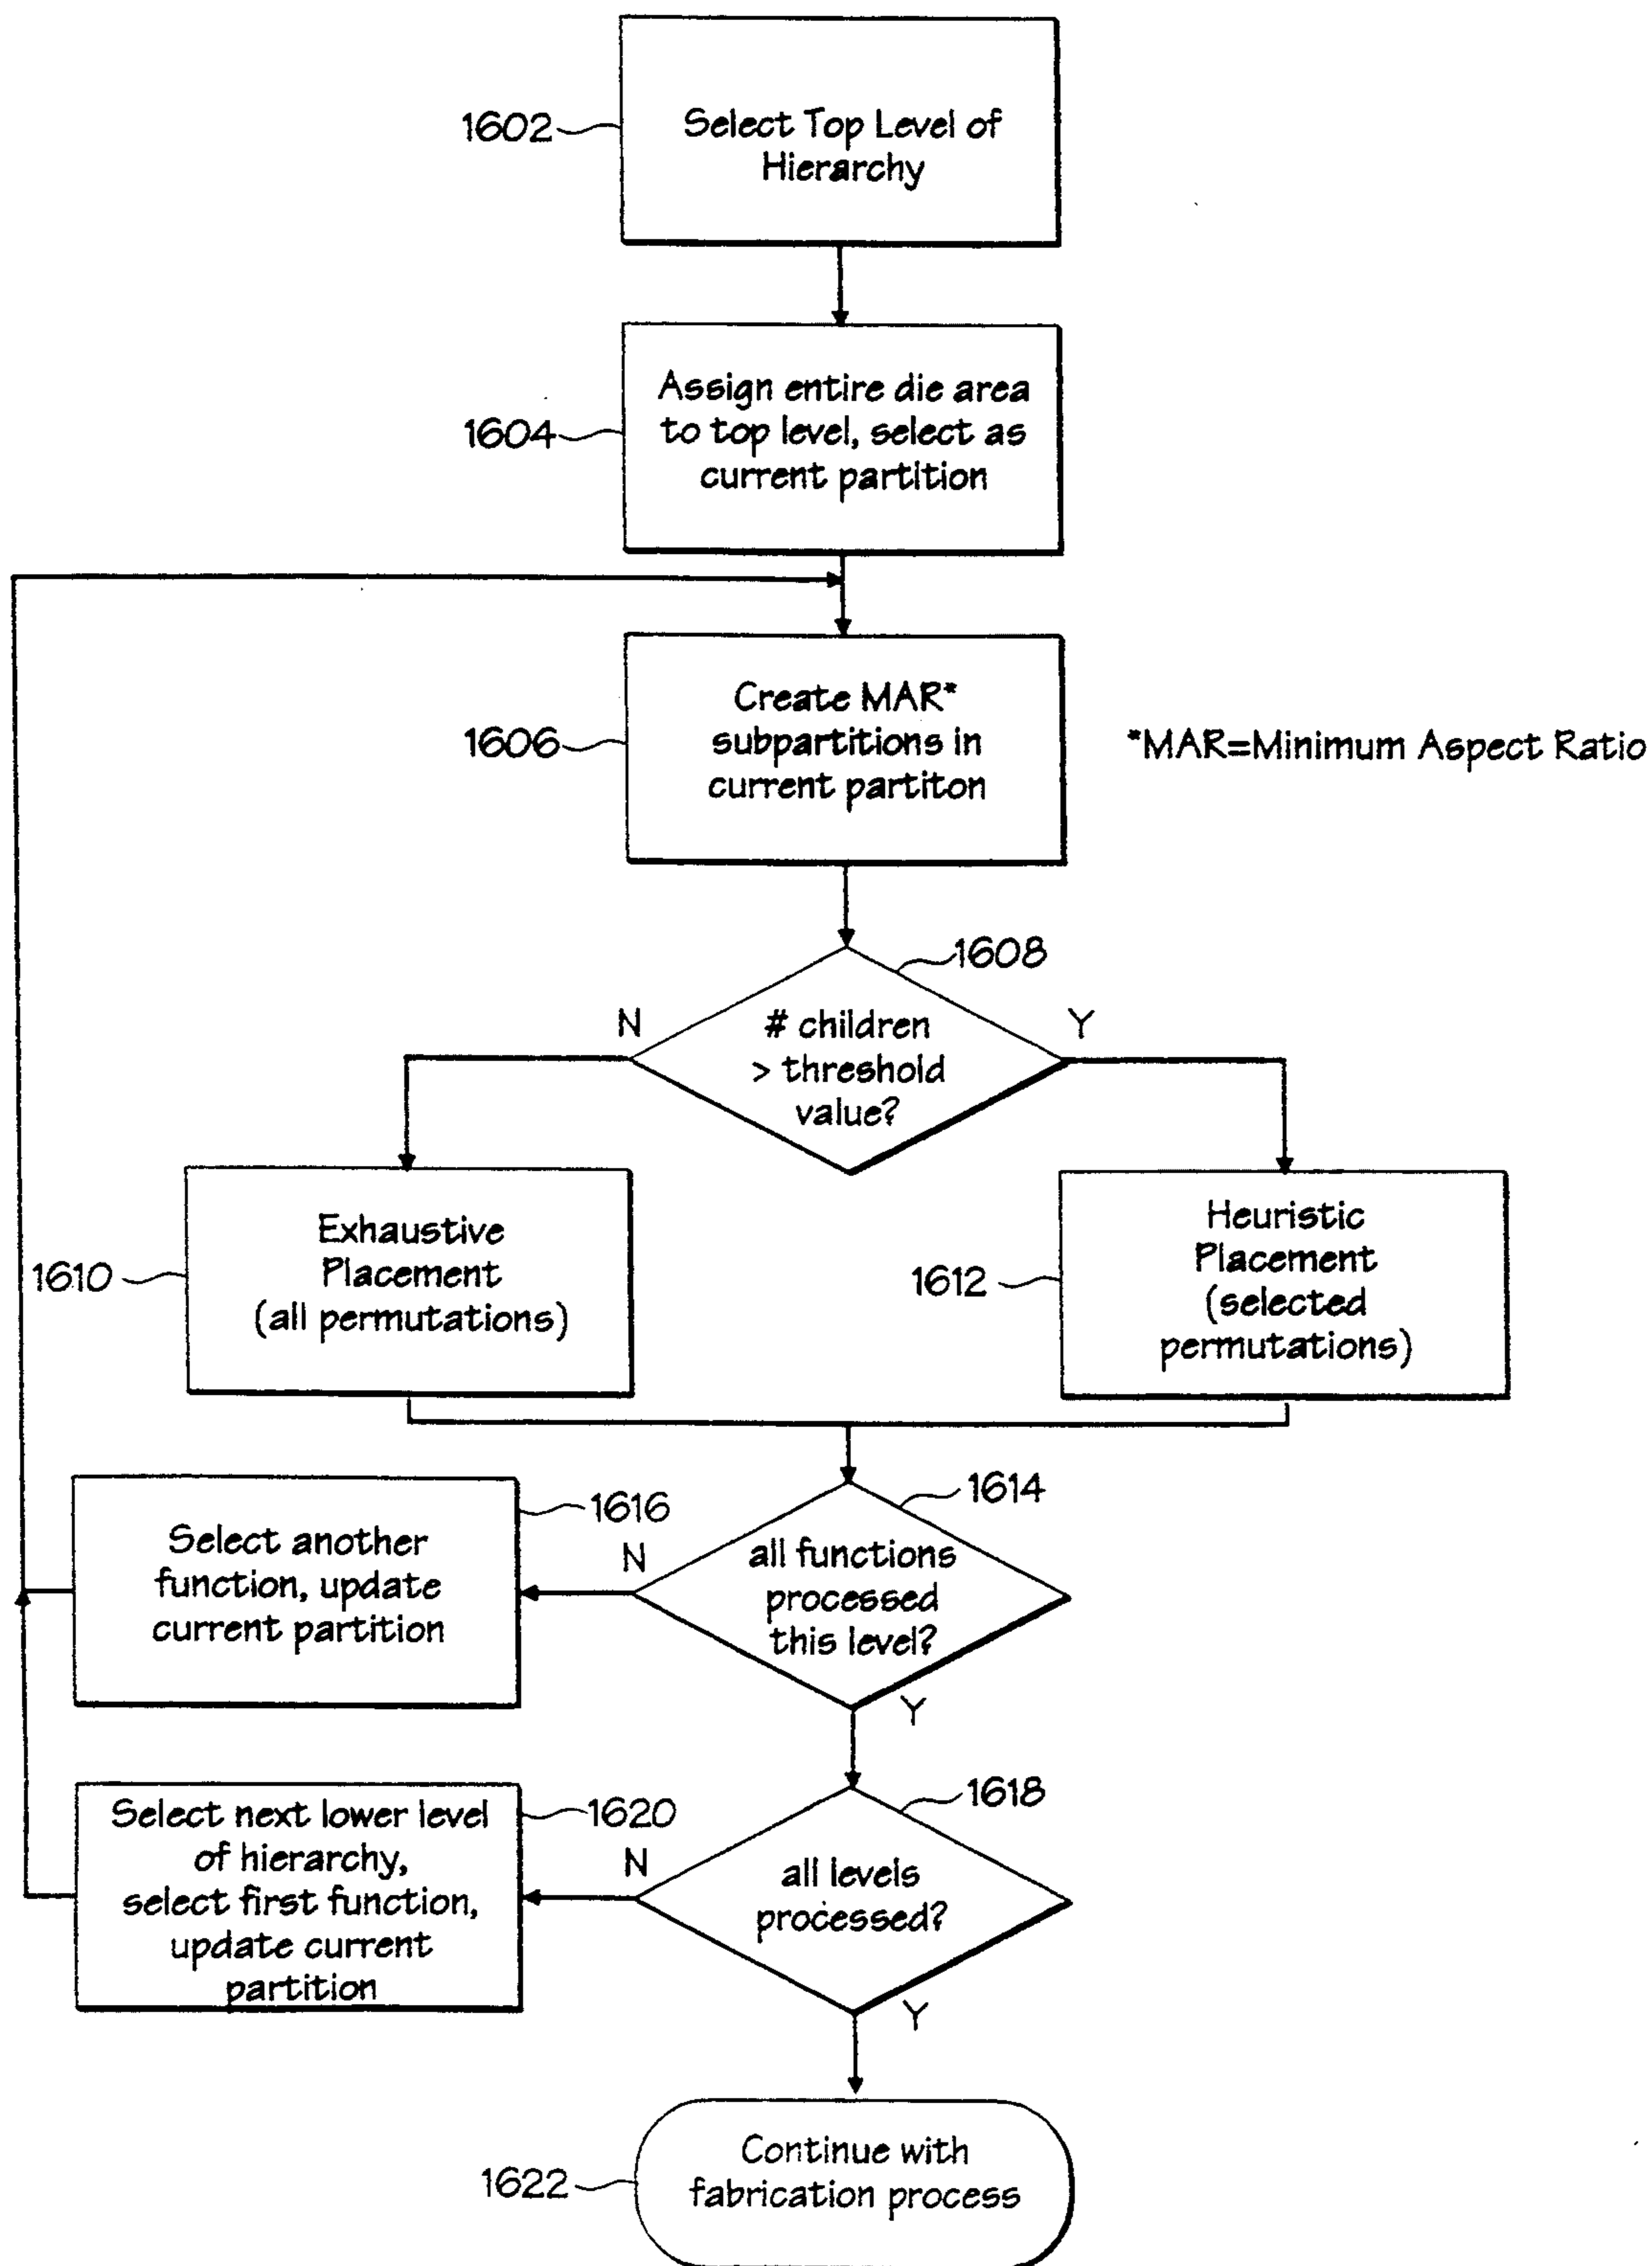 1602
Select Top Level of
Hierarchy
1604
Assign entire die area
to top level, select as
current partition
1606
Create MAR*
subpartitions in
current partiton
*MAR=Minimum Aspect Ratio
1608
N
# children
> threshold
value?
Y
1610
Exhaustive
Placement
(all permutations)
1612
Heuristic
Placement
(selected
permutations)
1616
Select another
function, update
current partition
N
1614
all functions
processed
this level?
Y
1620
Select next lower level
of hierarchy,
select first function,
update current
partition
N
1618
all levels
processed?
Y
1622
Continue with
fabrication process